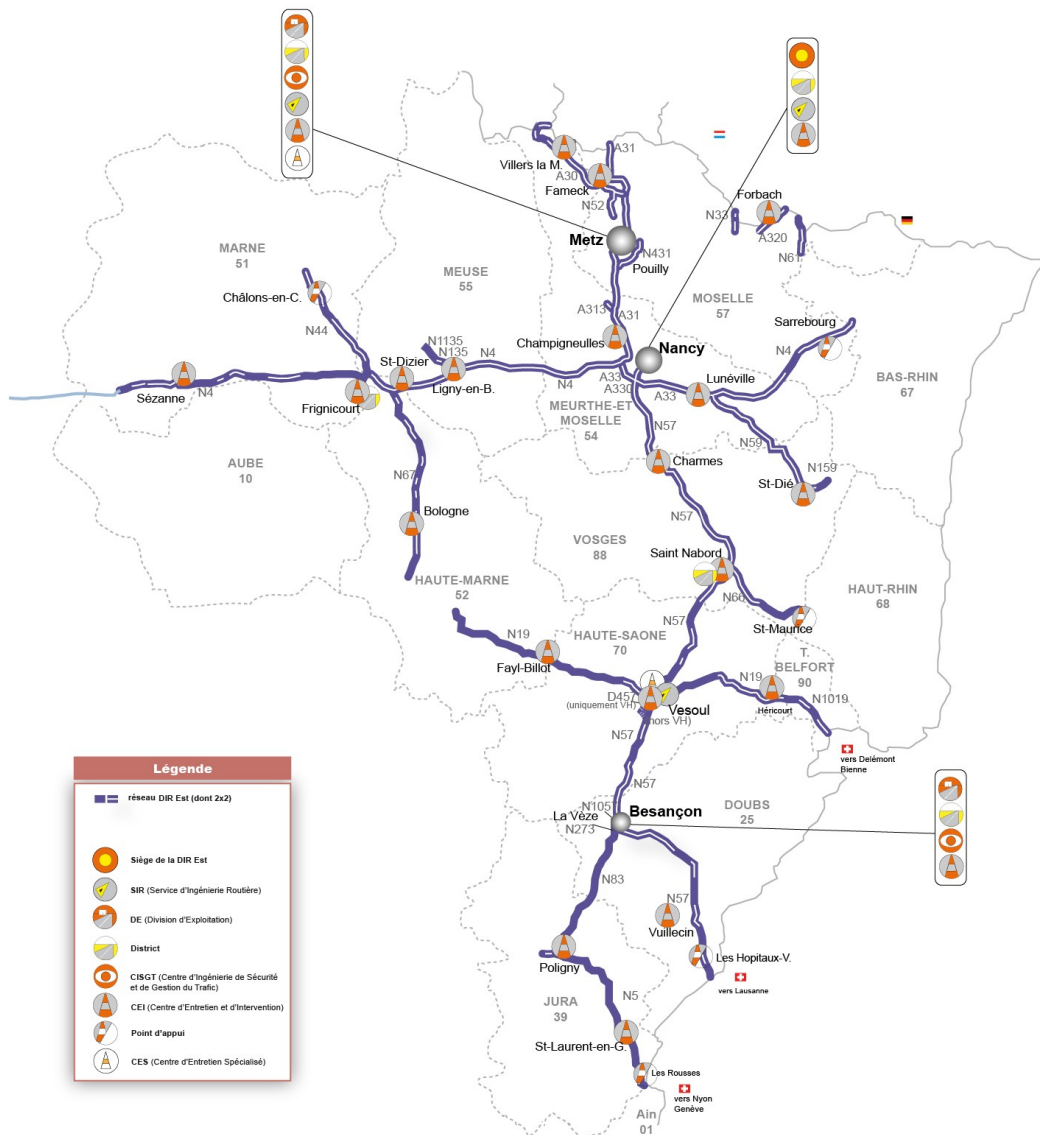 A31
Villers la M.
A30
Fameck
N52
Forbach
N33
A320
N61
Metz
N431
Pouilly
MARNE
51
MEUSE
55
Châlons-en-C.
N44
MOSELLE
57
A313
A31
Champigneulles
Nancy
Sarrebourg
N4
N1135
N135
N4
St-Dizier
Ligny-en-B.
N4
A33
A330
Lunéville
A33
BAS-RHIN
67
Sézanne
N4
Frignicourt
MEURTHE-ET
MOSELLE
54
N57
N59
N159
AUBE
10
Charmes
St-Dié
N67
Bologne
N57
VOSGES
88
Saint Nabord
HAUTE-MARNE
52
N66
HAUT-RHIN
68
N57
St-Maurice
N19
HAUTE-SAONE
70
Fayl-Billot
T.
BELFORT
90
N19
D457
(uniquement VH)
Vesoul
(hors VH)
Héricourt
N1019
N57
vers Delémont
Bienne
N57
N1057
Besançon
La Vèze
N273
DOUBS
25
N83
N57
Vuillecin
Poligny
Les Hopitaux-V.
vers Lausanne
JURA
39
N5
St-Laurent-en-G.
Les Rousses
vers Nyon
Genève
Ain
01
Légende
réseau DIR Est (dont 2x2)
Siège de la DIR Est
SIR (Service d'Ingénierie Routière)
DE (Division d'Exploitation)
District
CISGT (Centre d'Ingénierie de Sécurité
et de Gestion du Trafic)
CEI (Centre d'Entretien et d'Intervention)
Point d'appui
CES (Centre d'Entretien Spécialisé)